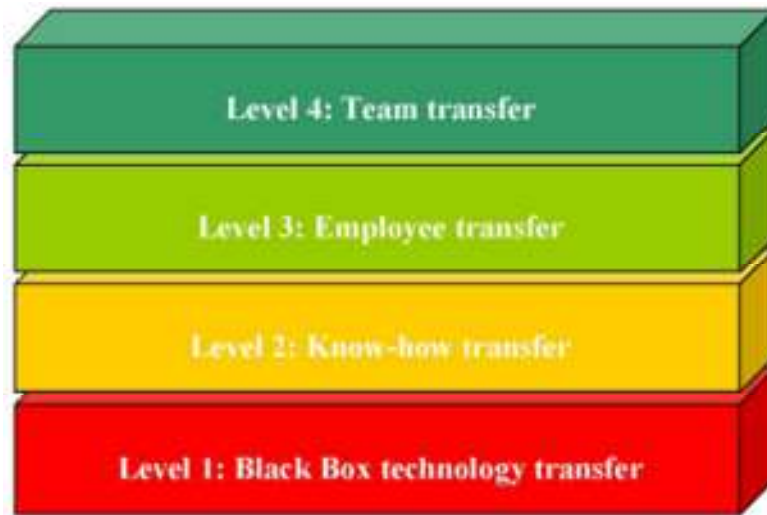 Level 4: Team transfer
Level 3: Employee transfer
Level 2: Know-how transfer
Level 1: Black Box technology transfer